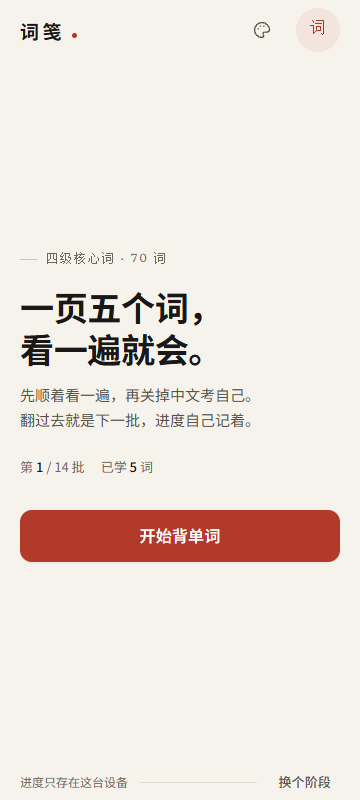 词笺
词
四级核心词 · 70 词
一页五个词，
看一遍就会。
先顺着看一遍，再关掉中文考自己。
翻过去就是下一批，进度自己记着。
第 1 / 14 批 已学 5 词
开始背单词
进度只存在这台设备
换个阶段